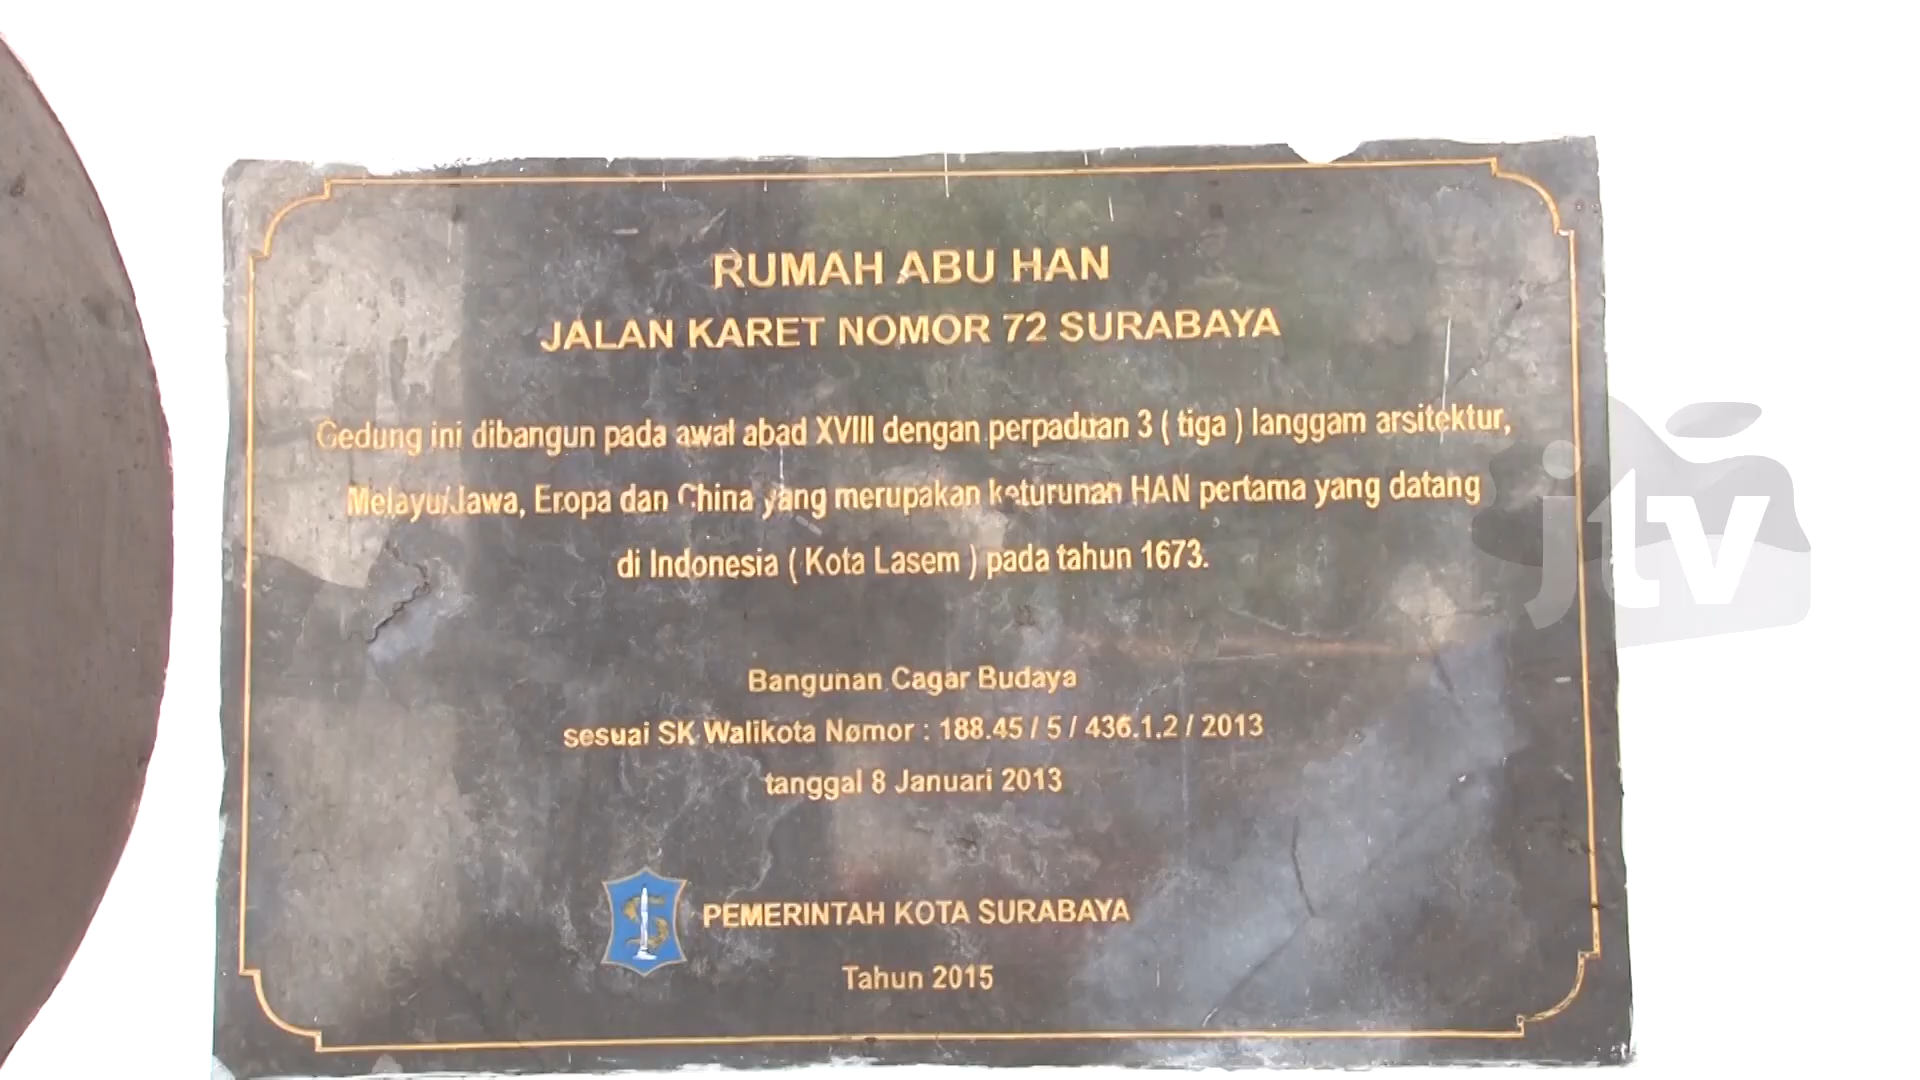 RUMAH ABU HAN
JALAN KARET NOMOR 72 SURABAYA
Gedung ini dibangun pada awal abad XVIII dengan perpaduan 3 ( tiga ) langgam arsitektur,
Melayu/Jawa, Eropa dan China yang merupakan keturunan HAN pertama yang datang
di Indonesia ( Kota Lasem ) pada tahun 1673.
Bangunan Cagar Budaya
sesuai SK Walikota Nomor : 188.45 / 5 / 436.1.2 / 2013
tanggal 8 Januari 2013
PEMERINTAH KOTA SURABAYA
Tahun 2015
jtv